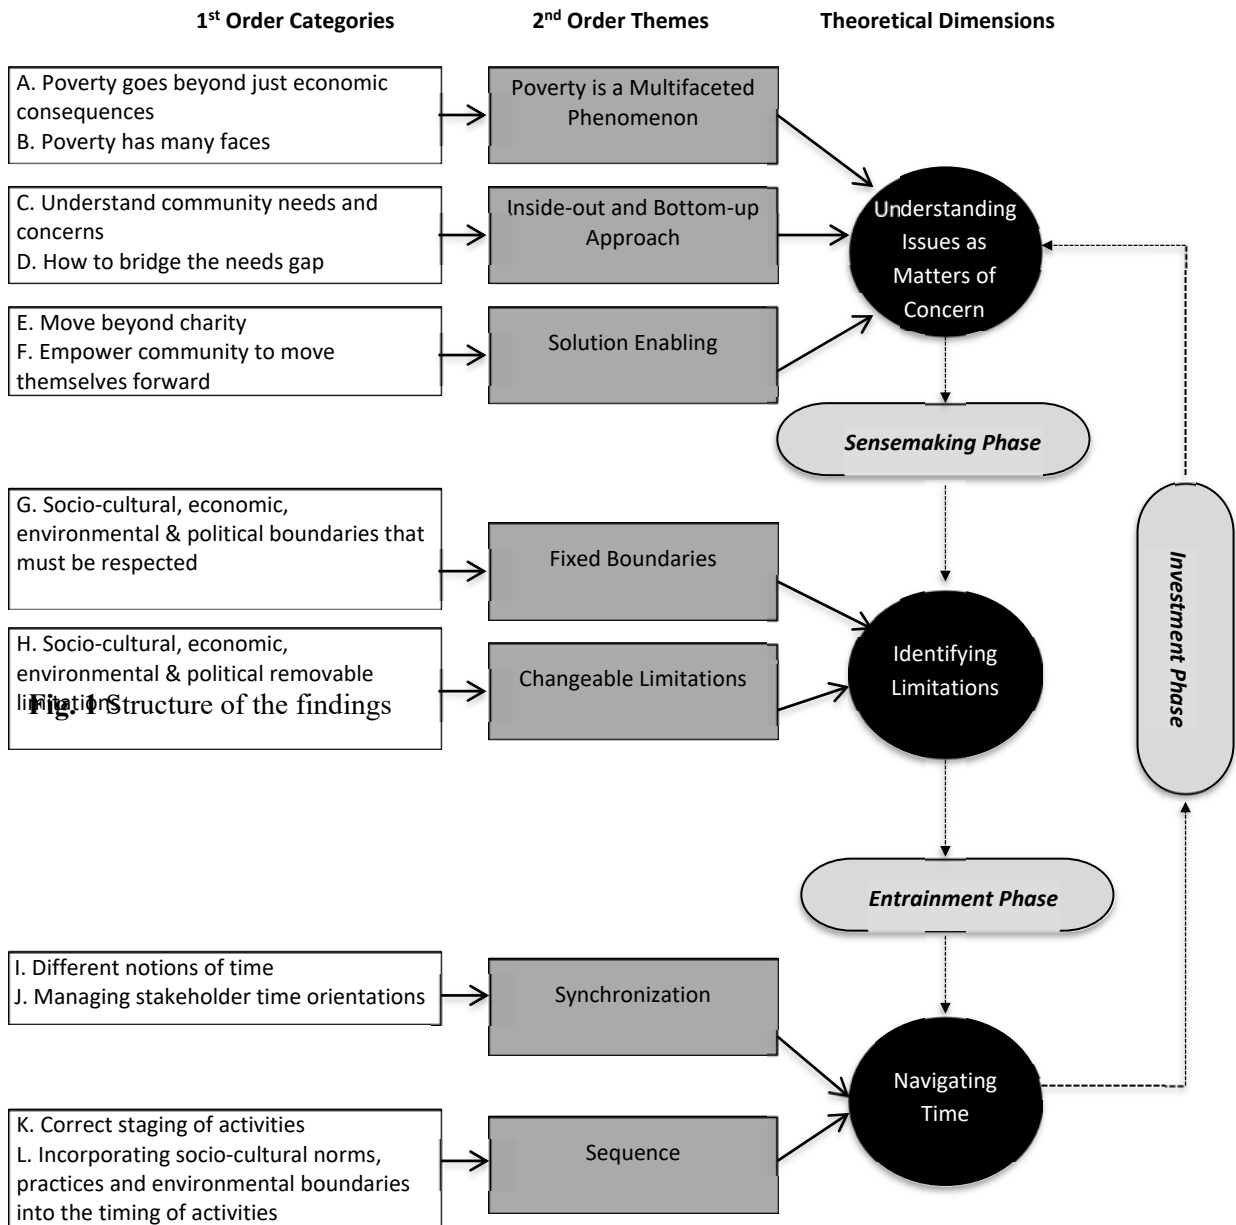 1st Order Categories
2nd Order Themes
Theoretical Dimensions
A. Poverty goes beyond just economic
consequences
B. Poverty has many faces
Poverty is a Multifaceted
Phenomenon
C. Understand community needs and
concerns
D. How to bridge the needs gap
Inside-out and Bottom-up
Approach
Understanding
Issues as
Matters of
Concern
E. Move beyond charity
F. Empower community to move
themselves forward
Solution Enabling
Sensemaking Phase
G. Socio-cultural, economic,
environmental & political boundaries that
must be respected
Fixed Boundaries
Investment Phase
H. Socio-cultural, economic,
environmental & political removable
limitations
Changeable Limitations
Identifying
Limitations
Fig. 1 Structure of the findings
Entrainment Phase
I. Different notions of time
J. Managing stakeholder time orientations
Synchronization
Navigating
Time
K. Correct staging of activities
L. Incorporating socio-cultural norms,
practices and environmental boundaries
into the timing of activities
Sequence